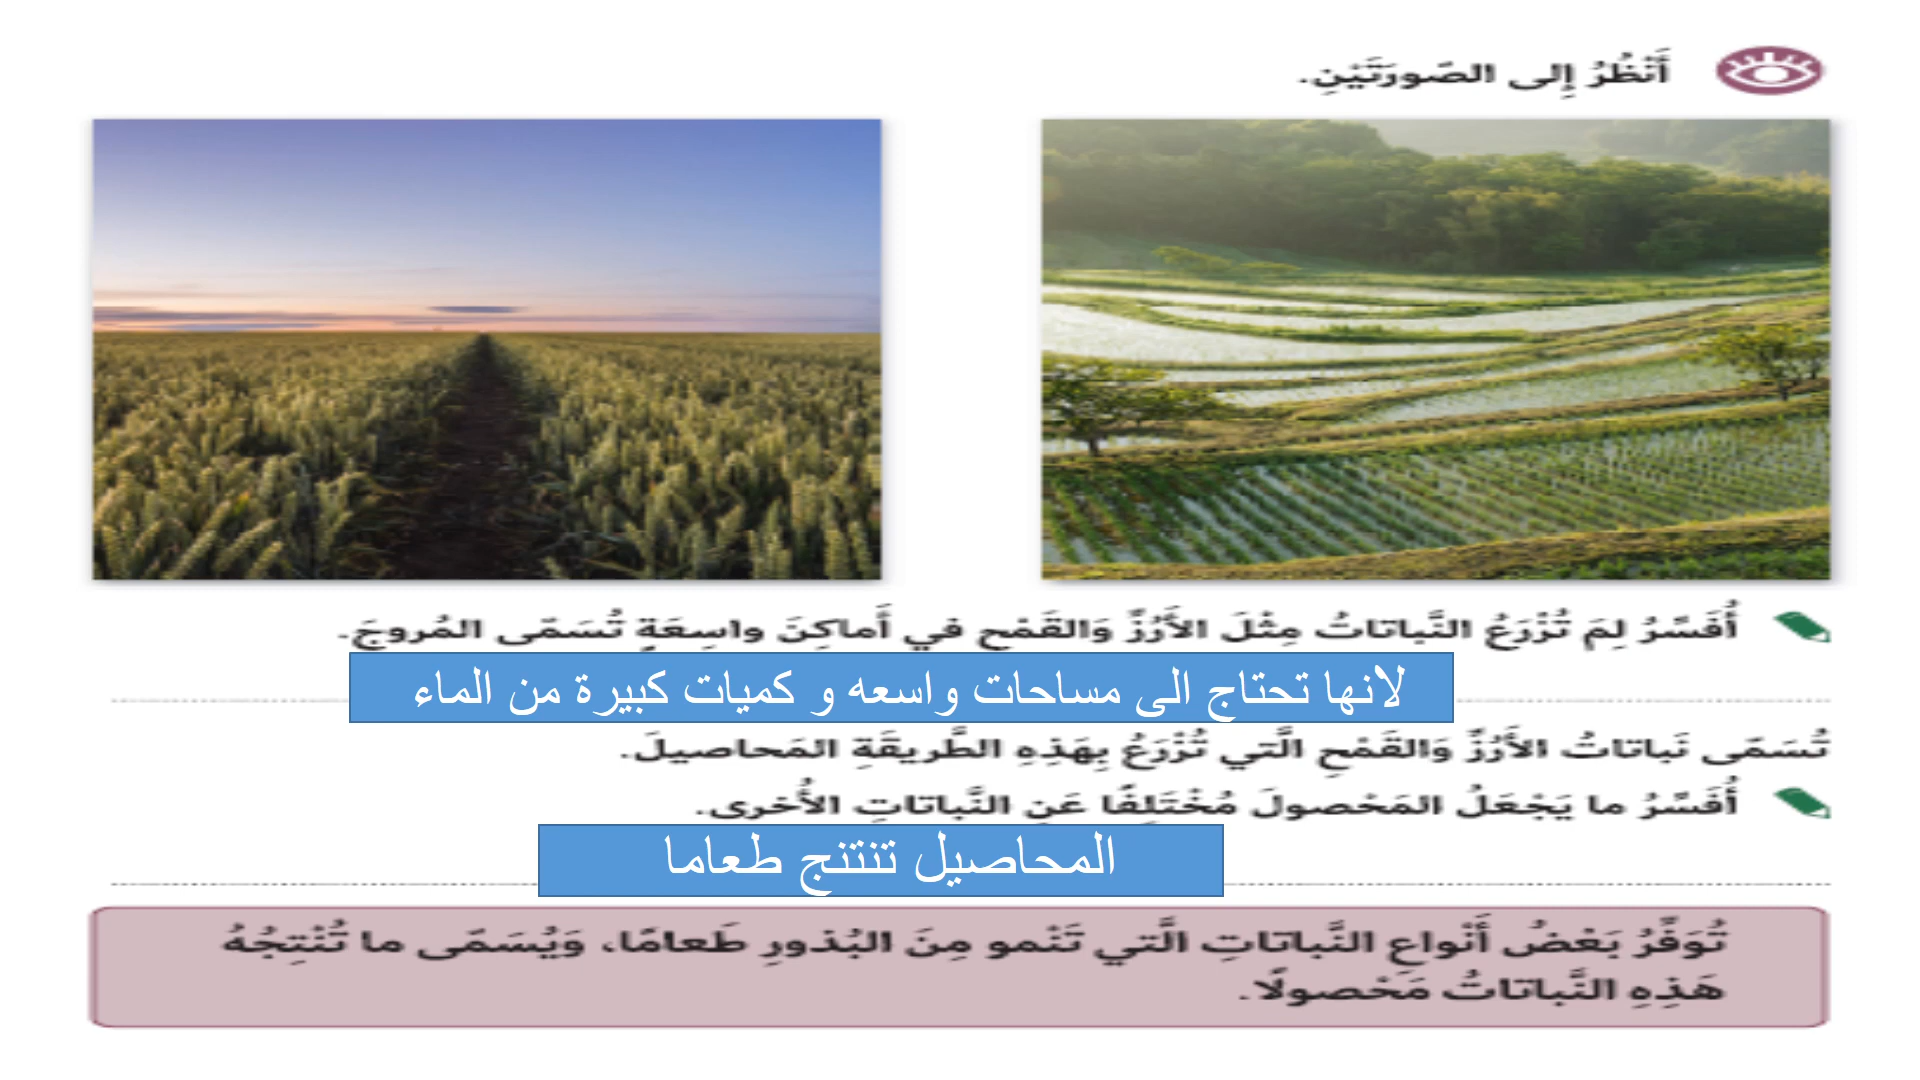 أَنْظُرُ إِلى الصّورَتَيْنِ.
أُفَسِّرُ لِمَ تُزْرَعُ النَّباتاتُ مِثْلَ الأَرُزِّ وَالقَمْحِ في أَماكِنَ واسِعَةٍ تُسَمّى المُروجَ.
لانها تحتاج الى مساحات واسعه و كميات كبيرة من الماء
تُسَمّى نَباتاتُ الأَرُزِّ وَالقَمْحِ الَّتي تُزْرَعُ بِهَذِهِ الطَّريقَةِ المَحاصيلَ.
أُفَسِّرُ ما يَجْعَلُ المَحْصولَ مُخْتَلِفًا عَنِ النَّباتاتِ الأُخرى.
المحاصيل تنتنج طعاما
تُوَفِّرُ بَعْضُ أَنْواعِ النَّباتاتِ الَّتي تَنْمو مِنَ البُذورِ طَعامًا، وَيُسَمّى ما تُنْتِجُهُ
هَذِهِ النَّباتاتُ مَحْصولًا.